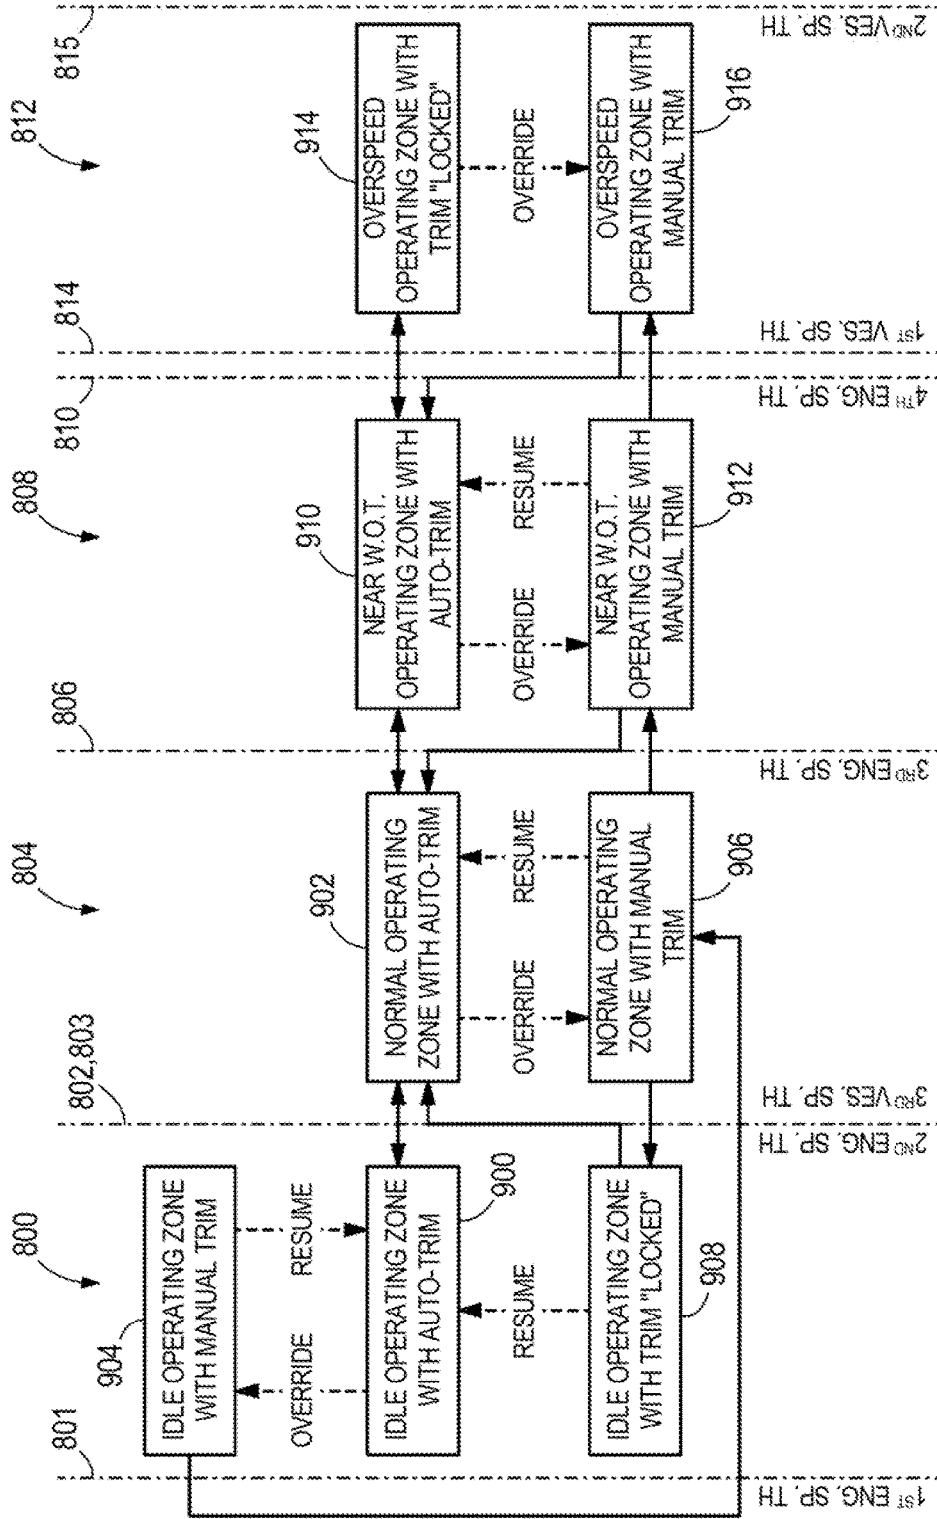 800
804
808
812
801
802,803
806
810
814
815
904
IDLE OPERATING ZONE
WITH MANUAL TRIM
OVERRIDE
RESUME
IDLE OPERATING ZONE
WITH AUTO-TRIM
900
RESUME
IDLE OPERATING ZONE
WITH TRIM "LOCKED"
908
902
NORMAL OPERATING
ZONE WITH AUTO-TRIM
OVERRIDE
RESUME
NORMAL OPERATING
ZONE WITH MANUAL
TRIM
906
910
NEAR W.O.T.
OPERATING ZONE WITH
AUTO-TRIM
OVERRIDE
RESUME
NEAR W.O.T.
OPERATING ZONE WITH
MANUAL TRIM
912
914
OVERSPEED
OPERATING ZONE WITH
TRIM "LOCKED"
OVERRIDE
OVERSPEED
OPERATING ZONE WITH
MANUAL TRIM
916
1ST ENG. SP. TH
2ND ENG. SP. TH
3RD VES. SP. TH
3RD ENG. SP. TH
4TH ENG. SP. TH
1ST VES. SP. TH
2ND VES. SP. TH